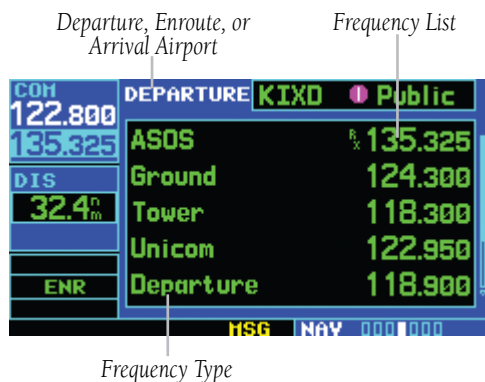 Departure, Enroute, or
Arrival Airport
Frequency List
COM
122.800
135.325
DIS
32.4nm
ENR
DEPARTURE KIXD Public
ASOS Rx 135.325
Ground 124.300
Tower 118.300
Unicom 122.950
Departure 118.900
MSG NAV
Frequency Type